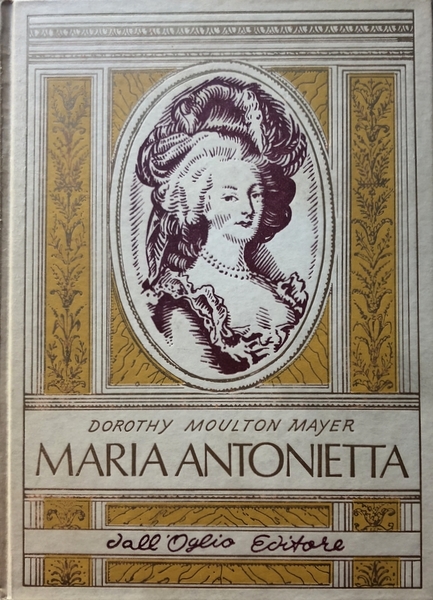 DOROTHY MOULTON MAYER
MARIA ANTONIETTA
dall'Oglio Editore